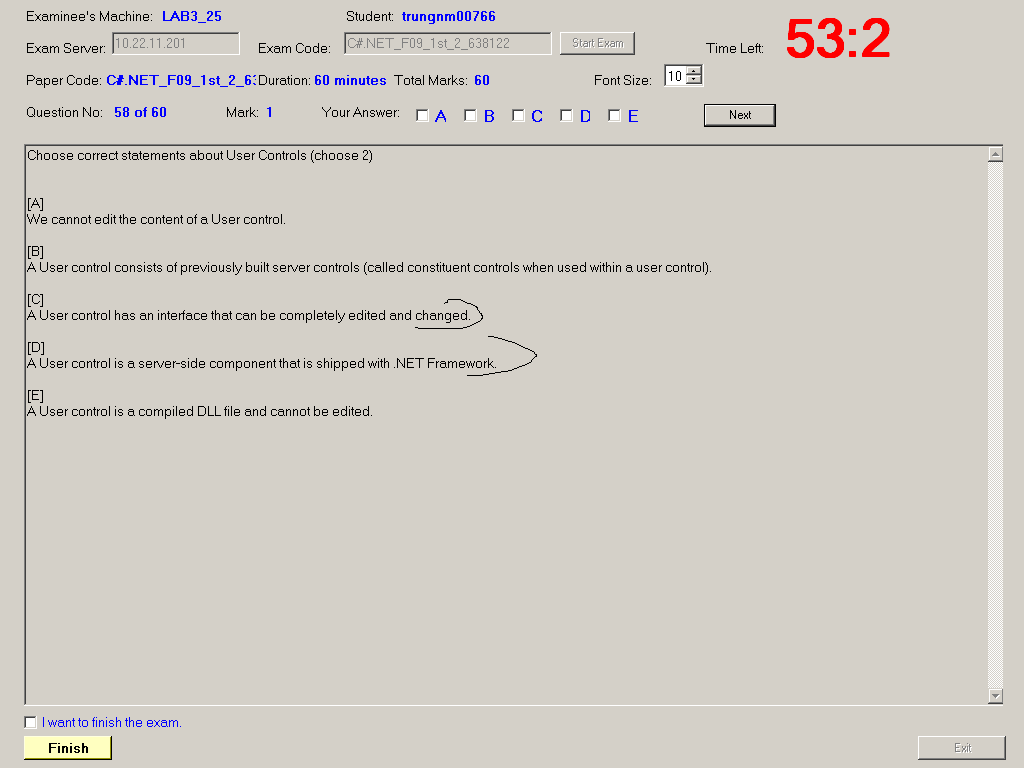 Examinee's Machine: LAB3_25 Student: trungnm00766
Exam Server: 10.22.11.201 Exam Code: C#.NET_F09_1st_2_638122 Start Exam Time Left: 53:2
Paper Code: C#.NET_F09_1st_2_6: Duration: 60 minutes Total Marks: 60 Font Size: 10
Question No: 58 of 60 Mark: 1 Your Answer: A B C D E Next
Choose correct statements about User Controls (choose 2)
[A]
We cannot edit the content of a User control.
[B]
A User control consists of previously built server controls (called constituent controls when used within a user control).
[C]
A User control has an interface that can be completely edited and changed.
[D]
A User control is a server-side component that is shipped with .NET Framework.
[E]
A User control is a compiled DLL file and cannot be edited.
I want to finish the exam.
Finish Exit